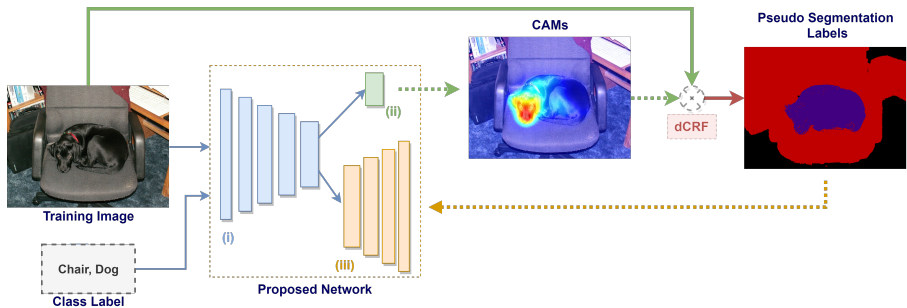 CAMs
Pseudo Segmentation
Labels
(ii)
dCRF
Training Image
(i)
(iii)
Chair, Dog
Class Label
Proposed Network